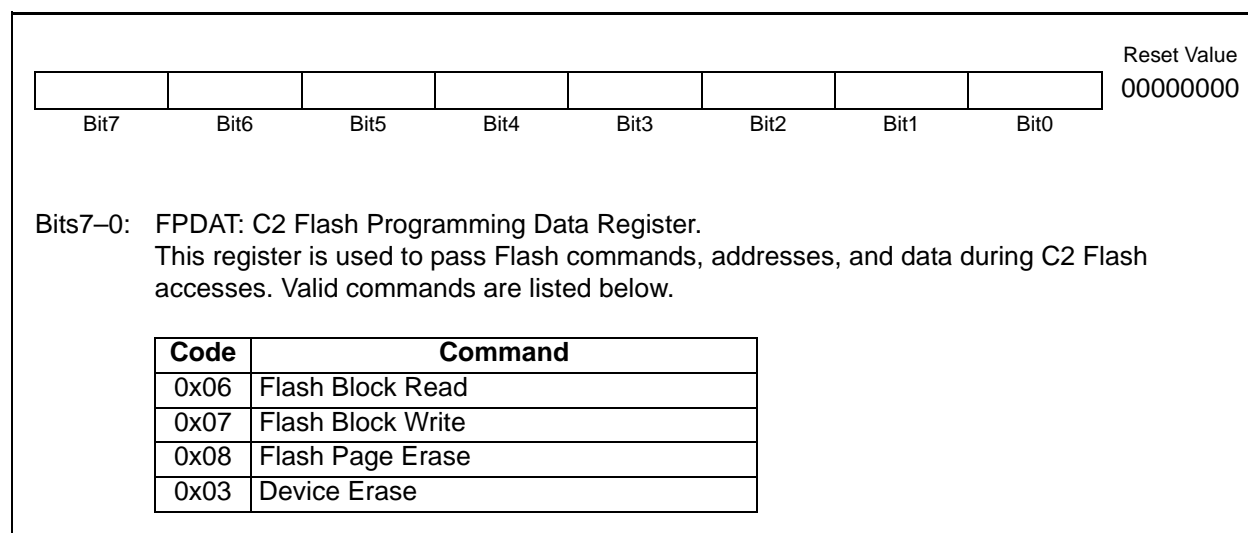 Reset Value
00000000
Bit7 Bit6 Bit5 Bit4 Bit3 Bit2 Bit1 Bit0
Bits7–0: FPDAT: C2 Flash Programming Data Register.
This register is used to pass Flash commands, addresses, and data during C2 Flash
accesses. Valid commands are listed below.
Code Command
0x06 Flash Block Read
0x07 Flash Block Write
0x08 Flash Page Erase
0x03 Device Erase